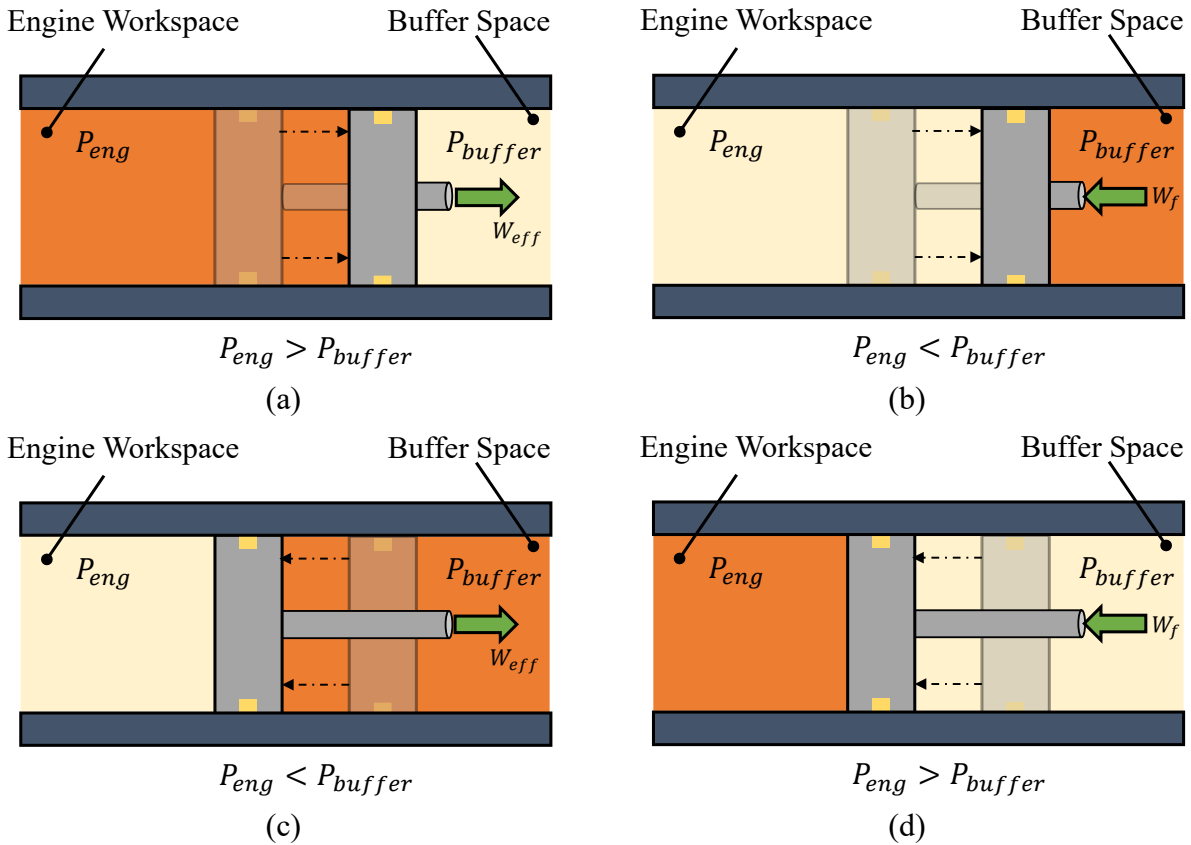 Engine Workspace Buffer Space
P_eng P_buffer
W_eff
P_eng > P_buffer
(a)
Engine Workspace Buffer Space
P_eng P_buffer
W_f
P_eng < P_buffer
(b)
Engine Workspace Buffer Space
P_eng P_buffer
W_eff
P_eng < P_buffer
(c)
Engine Workspace Buffer Space
P_eng P_buffer
W_f
P_eng > P_buffer
(d)